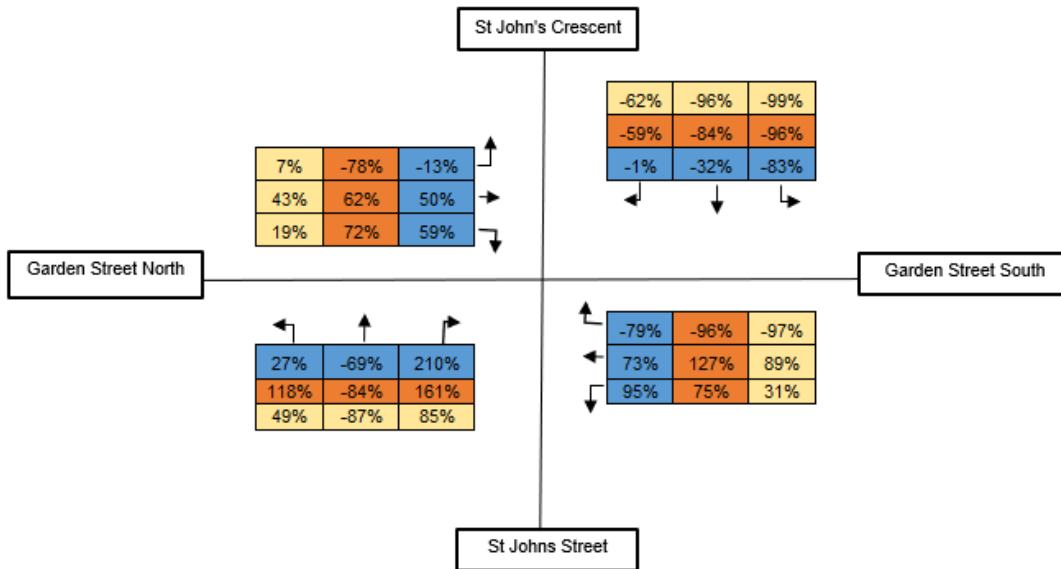 St John's Crescent
-62% -96% -99%
-59% -84% -96%
-1% -32% -83%
7% -78% -13%
43% 62% 50%
19% 72% 59%
Garden Street North
Garden Street South
27% -69% 210%
118% -84% 161%
49% -87% 85%
-79% -96% -97%
73% 127% 89%
95% 75% 31%
St Johns Street